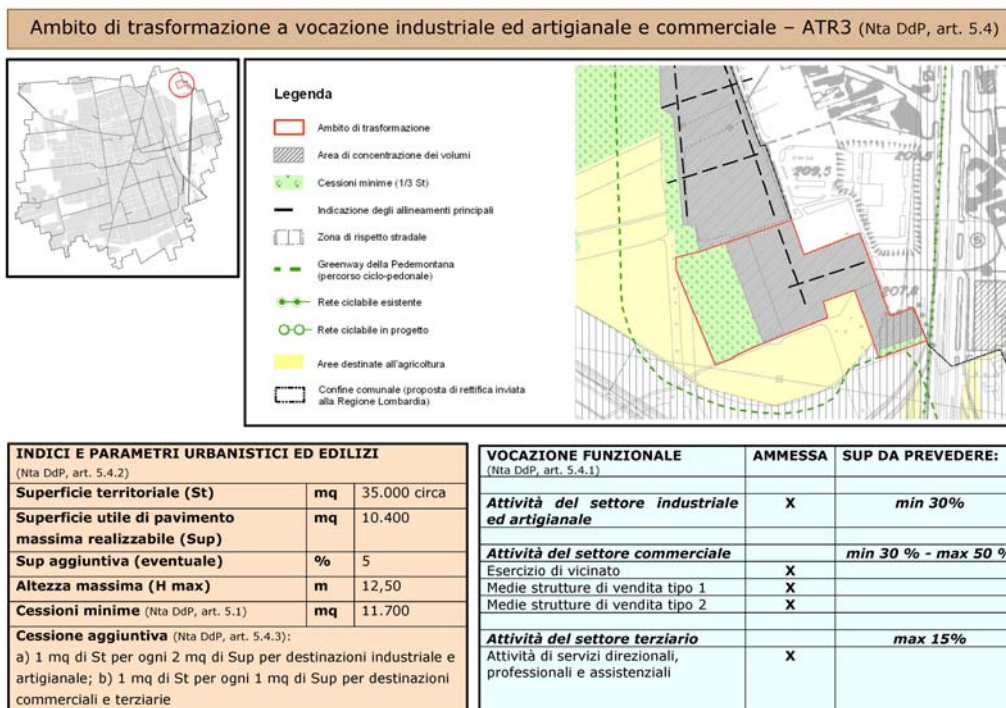 Ambito di trasformazione a vocazione industriale ed artigianale e commerciale – ATR3 (Nta DdP, art. 5.4)
Legenda
Ambito di trasformazione
Area di concentrazione dei volumi
Cessioni minime (1/3 St)
Indicazione degli allineamenti principali
Zona di rispetto stradale
Greenway della Pedemontana
(percorso ciclo-pedonale)
Rete ciclabile esistente
Rete ciclabile in progetto
Aree destinate all'agricoltura
Confine comunale (proposta di rettifica inviata
alla Regione Lombardia)
209,5
209,5
5
207,8
INDICI E PARAMETRI URBANISTICI ED EDILIZI
(Nta DdP, art. 5.4.2)
Superficie territoriale (St) mq 35.000 circa
Superficie utile di pavimento
massima realizzabile (Sup) mq 10.400
Sup aggiuntiva (eventuale) % 5
Altezza massima (H max) m 12,50
Cessioni minime (Nta DdP, art. 5.1) mq 11.700
Cessione aggiuntiva (Nta DdP, art. 5.4.3):
a) 1 mq di St per ogni 2 mq di Sup per destinazioni industriale e
artigianale; b) 1 mq di St per ogni 1 mq di Sup per destinazioni
commerciali e terziarie
VOCAZIONE FUNZIONALE AMMESSA SUP DA PREVEDERE:
(Nta DdP, art. 5.4.1)
Attività del settore industriale X min 30%
ed artigianale
Attività del settore commerciale min 30 % - max 50 %
Esercizio di vicinato X
Medie strutture di vendita tipo 1 X
Medie strutture di vendita tipo 2 X
Attività del settore terziario max 15%
Attività di servizi direzionali, X
professionali e assistenziali